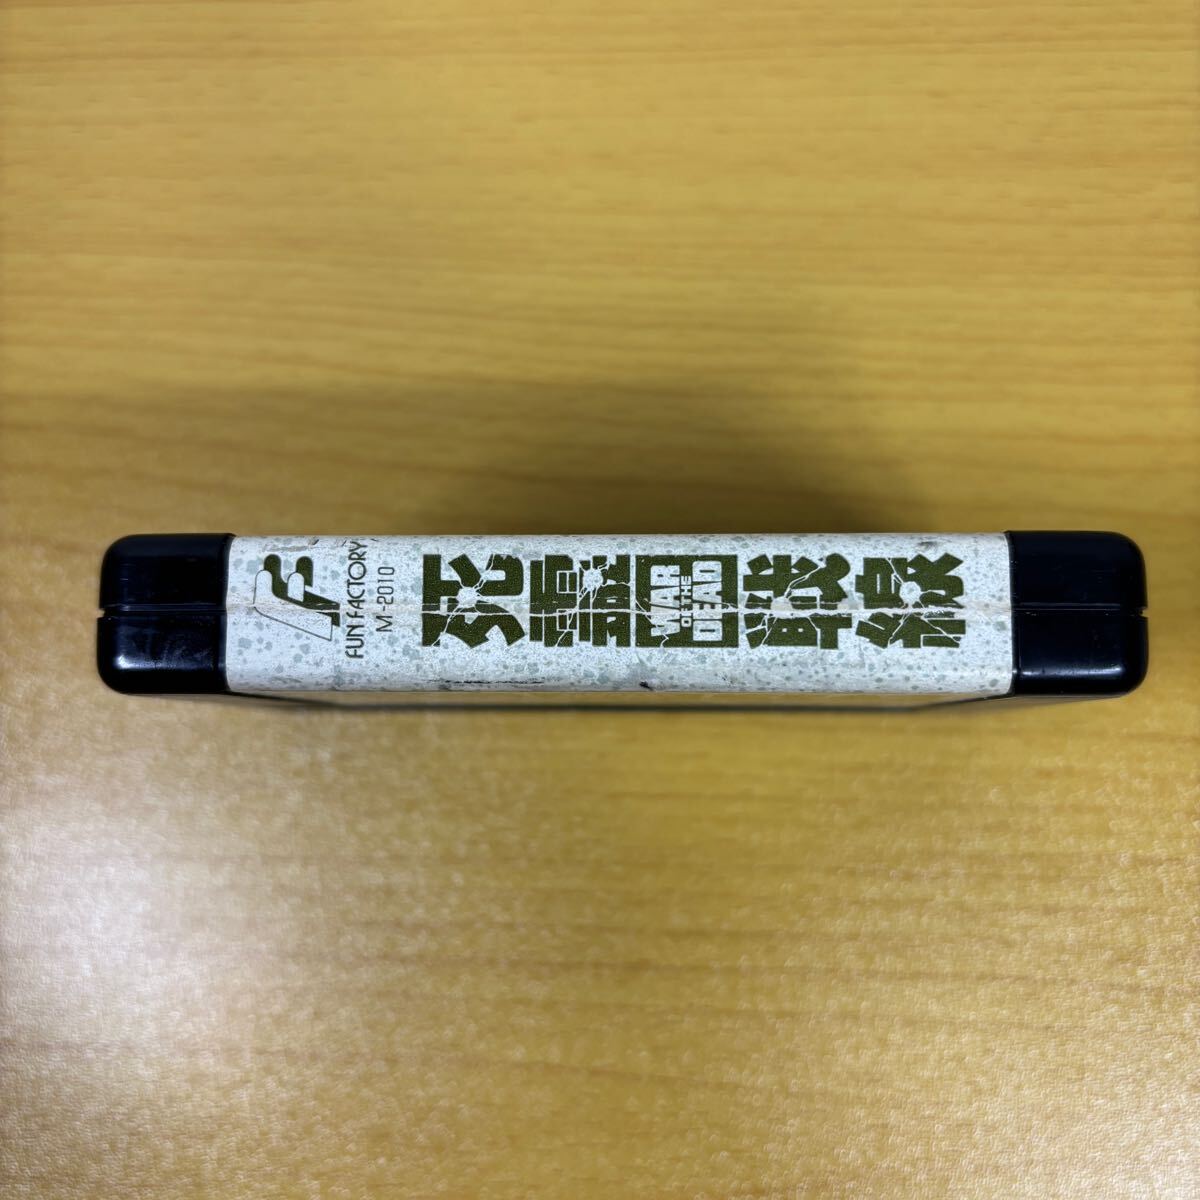 FUN FACTORY
M-2010
死霊
WAR
OF THE
DEAD
戦線